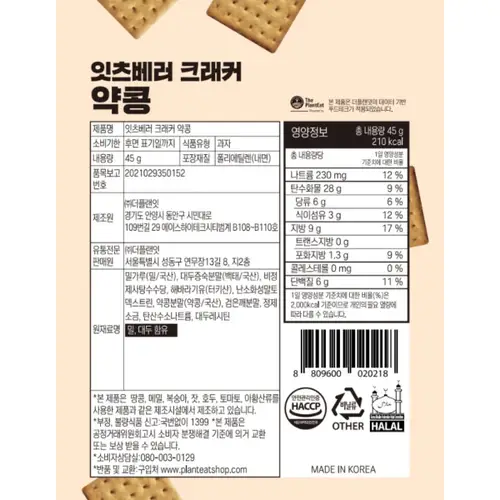 잇츠베러 크래커
약콩
The PlantEat
본 제품은 더플랜잇의 데이터 기반
푸드테크가 적용되었습니다.
제품명 잇츠베러 크래커 약콩
소비기한 후면 표기일까지 식품유형 과자
내용량 45 g 포장재질 폴리에틸렌(내면)
품목보고번호 2021029350152
제조원 ㈜더플랜잇
경기도 안양시 동안구 시민대로
109번길 29 에이스하이테크시티범계 B108~B110호
유통전문판매원 ㈜더플랜잇
서울특별시 성동구 연무장13길 8, 지2층
원재료명 밀가루(밀/국산), 대두증숙분말(백태/국산), 비정
제사탕수수당, 해바라기유(터키산), 난소화성말토
덱스트린, 약콩분말(약콩/국산), 검은깨분말, 정제
소금, 탄산수소나트륨, 대두레시틴
밀, 대두 함유
*본 제품은 땅콩, 메밀, 복숭아, 잣, 호두, 토마토, 아황산류를
사용한 제품과 같은 제조시설에서 제조하고 있습니다.
*부정, 불량식품 신고:국번없이 1399 *본 제품은
공정거래위원회고시 소비자 분쟁해결 기준에 의거 교환
또는 보상 받을 수 있습니다.
*소비자상담실:080-003-0129
*반품 및 교환:구입처 www.planteatshop.com
영양정보 총 내용량 45 g
210 kcal
총 내용량당 1일 영양성분
기준치에 대한 비율
나트륨 230 mg 12 %
탄수화물 28 g 9 %
당류 6 g 6 %
식이섬유 3 g 12 %
지방 9 g 17 %
트랜스지방 0 g
포화지방 1.3 g 9 %
콜레스테롤 0 mg 0 %
단백질 6 g 11 %
1일 영양성분 기준치에 대한 비율(%)은
2,000kcal 기준이므로 개인의 필요 열량에
따라 다를 수 있습니다.
8 809600 020218
안전관리인증
HACCP
비닐류
OTHER
HALAL
MADE IN KOREA